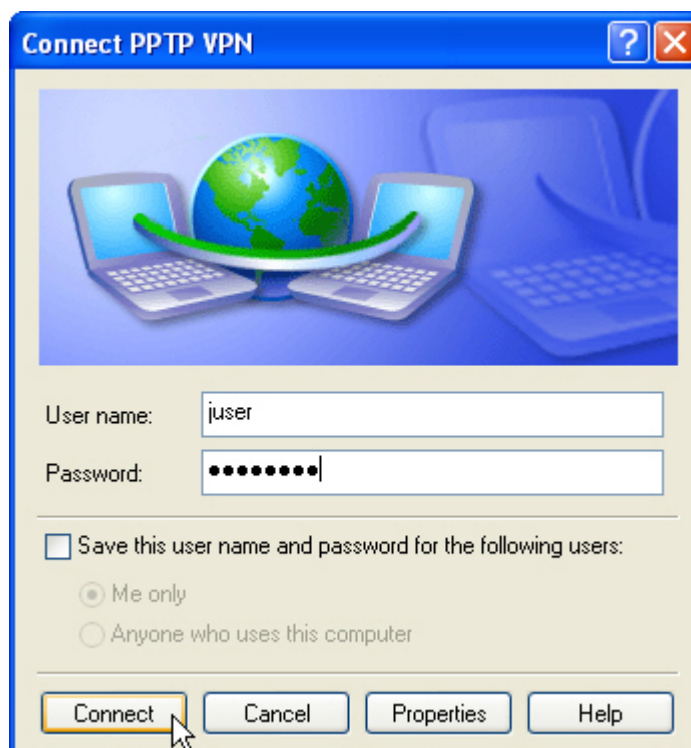 Connect PPTP VPN
User name:
juser
Password:
••••••••
Save this user name and password for the following users:
Me only
Anyone who uses this computer
Connect
Cancel
Properties
Help